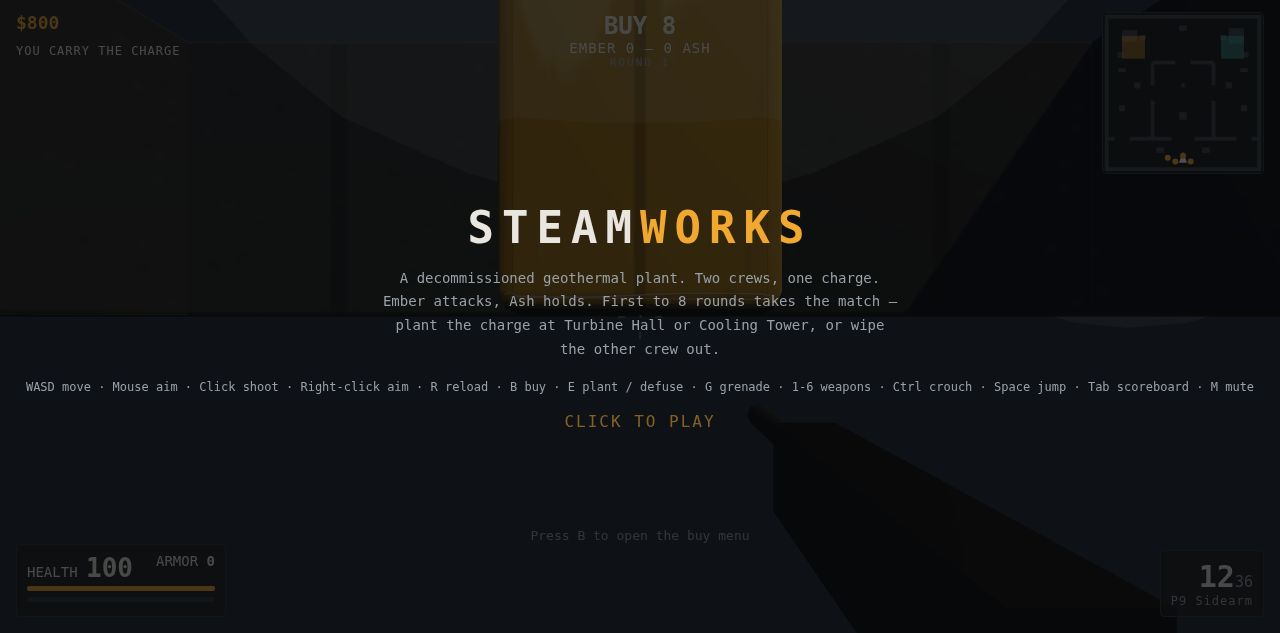 $800
YOU CARRY THE CHARGE
BUY 8
EMBER 0 — 0 ASH
ROUND 1
STEAMWORKS
A decommissioned geothermal plant. Two crews, one charge.
Ember attacks, Ash holds. First to 8 rounds takes the match —
plant the charge at Turbine Hall or Cooling Tower, or wipe
the other crew out.
WASD move · Mouse aim · Click shoot · Right-click aim · R reload · B buy · E plant / defuse · G grenade · 1-6 weapons · Ctrl crouch · Space jump · Tab scoreboard · M mute
CLICK TO PLAY
Press B to open the buy menu
HEALTH 100 ARMOR 0
12 36
P9 Sidearm